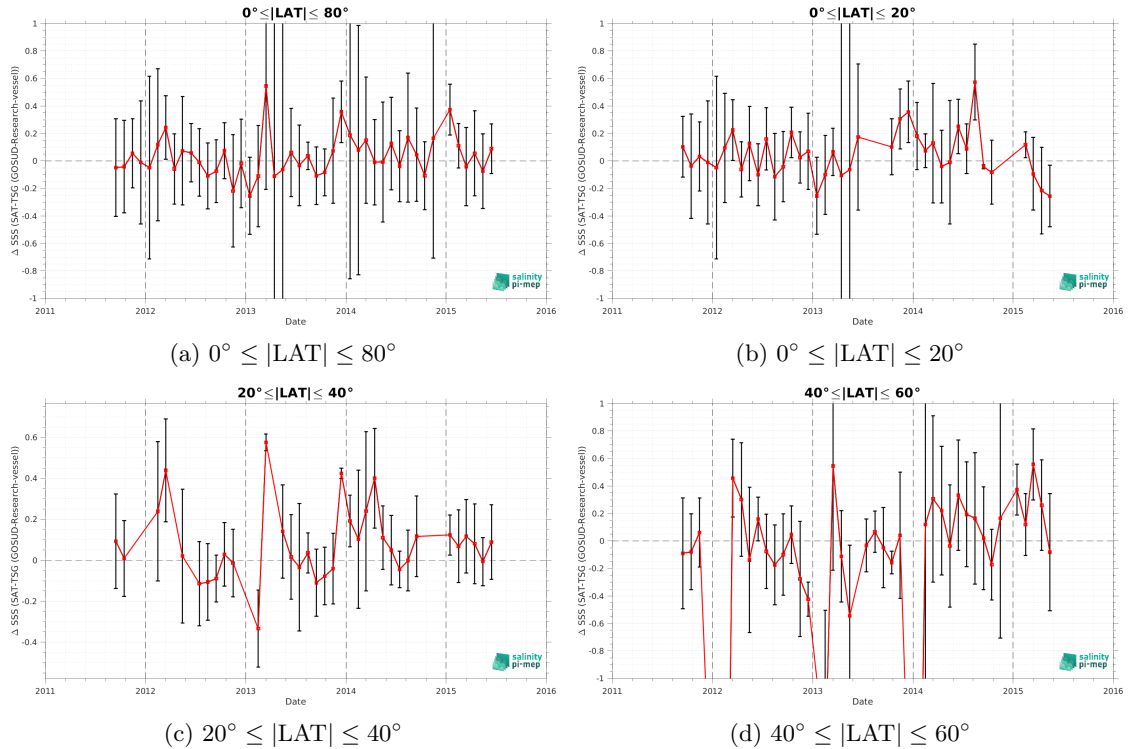 0°≤|LAT|≤ 80°
Δ SSS (SAT-TSG (GOSUD-Research-vessel))
1
0.8
0.6
0.4
0.2
0
-0.2
-0.4
-0.6
-0.8
-1
2011 2012 2013 2014 2015 2016
Date
salinity
pi-mep
(a) 0° ≤ |LAT| ≤ 80°
0°≤|LAT|≤ 20°
Δ SSS (SAT-TSG (GOSUD-Research-vessel))
1
0.8
0.6
0.4
0.2
0
-0.2
-0.4
-0.6
-0.8
-1
2011 2012 2013 2014 2015 2016
Date
salinity
pi-mep
(b) 0° ≤ |LAT| ≤ 20°
20°≤|LAT|≤ 40°
Δ SSS (SAT-TSG (GOSUD-Research-vessel))
0.6
0.4
0.2
0
-0.2
-0.4
2011 2012 2013 2014 2015 2016
Date
salinity
pi-mep
(c) 20° ≤ |LAT| ≤ 40°
40°≤|LAT|≤ 60°
Δ SSS (SAT-TSG (GOSUD-Research-vessel))
1
0.8
0.6
0.4
0.2
0
-0.2
-0.4
-0.6
-0.8
-1
2011 2012 2013 2014 2015 2016
Date
salinity
pi-mep
(d) 40° ≤ |LAT| ≤ 60°